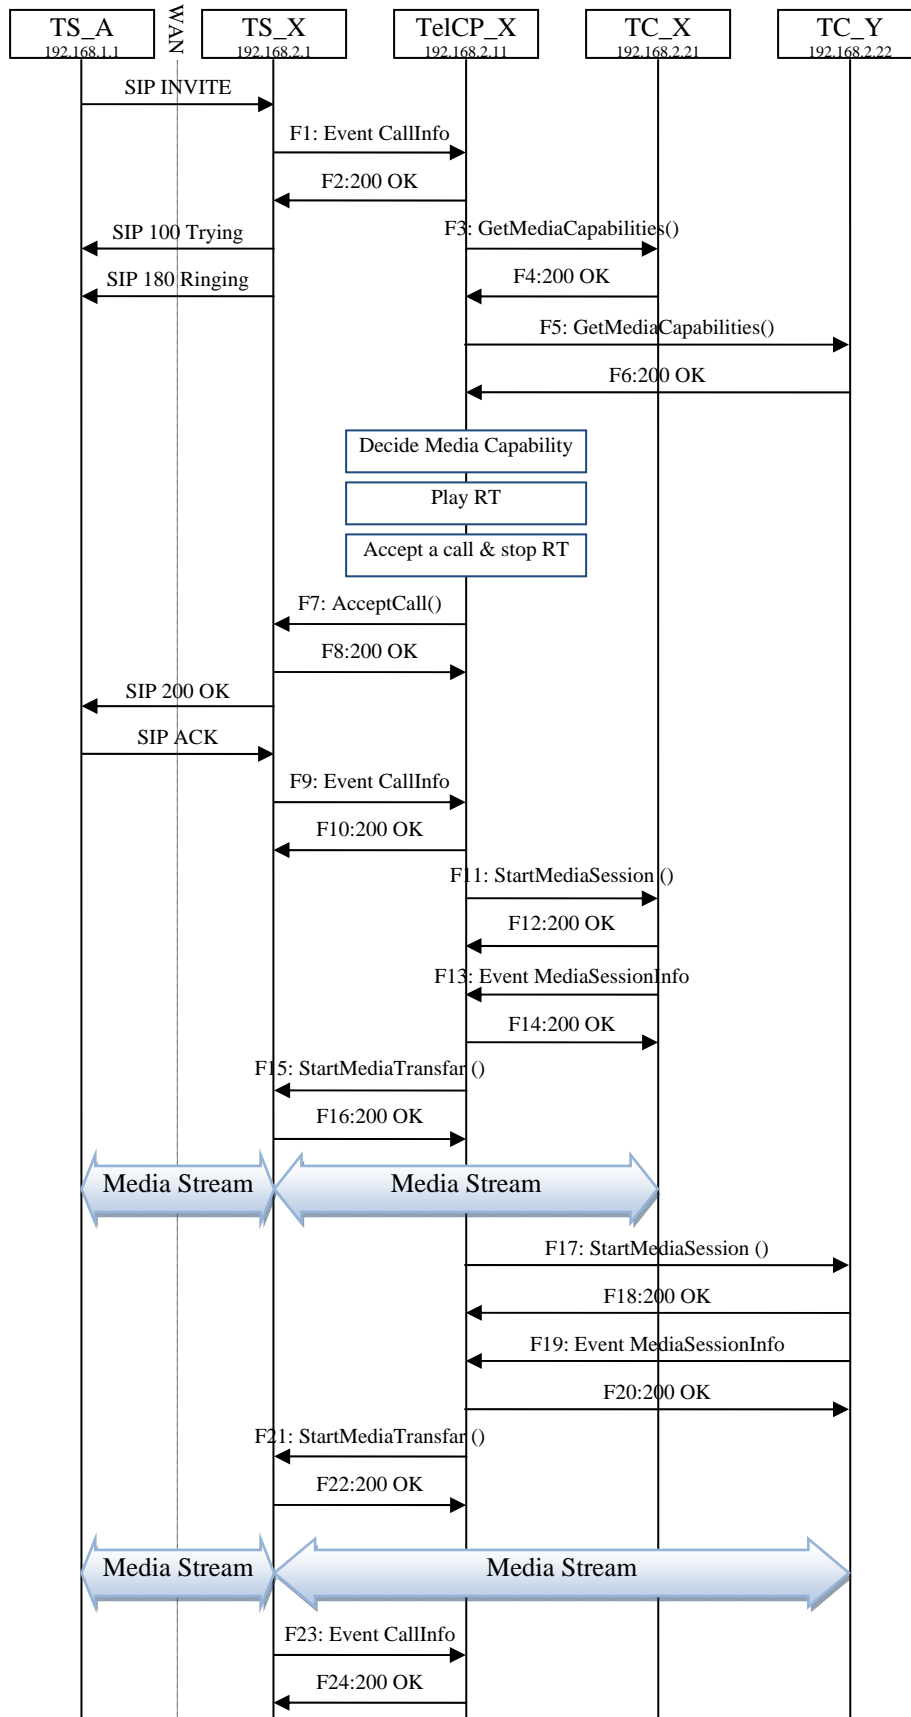 TS_A
192.168.1.1
WAN
TS_X
192.168.2.1
TelCP_X
192.168.2.11
TC_X
192.168.2.21
TC_Y
192.168.2.22
SIP INVITE
F1: Event CallInfo
F2:200 OK
SIP 100 Trying
F3: GetMediaCapabilities()
SIP 180 Ringing
F4:200 OK
F5: GetMediaCapabilities()
F6:200 OK
Decide Media Capability
Play RT
Accept a call & stop RT
F7: AcceptCall()
F8:200 OK
SIP 200 OK
SIP ACK
F9: Event CallInfo
F10:200 OK
F11: StartMediaSession ()
F12:200 OK
F13: Event MediaSessionInfo
F14:200 OK
F15: StartMediaTransfar ()
F16:200 OK
Media Stream
Media Stream
F17: StartMediaSession ()
F18:200 OK
F19: Event MediaSessionInfo
F20:200 OK
F21: StartMediaTransfar ()
F22:200 OK
Media Stream
Media Stream
F23: Event CallInfo
F24:200 OK